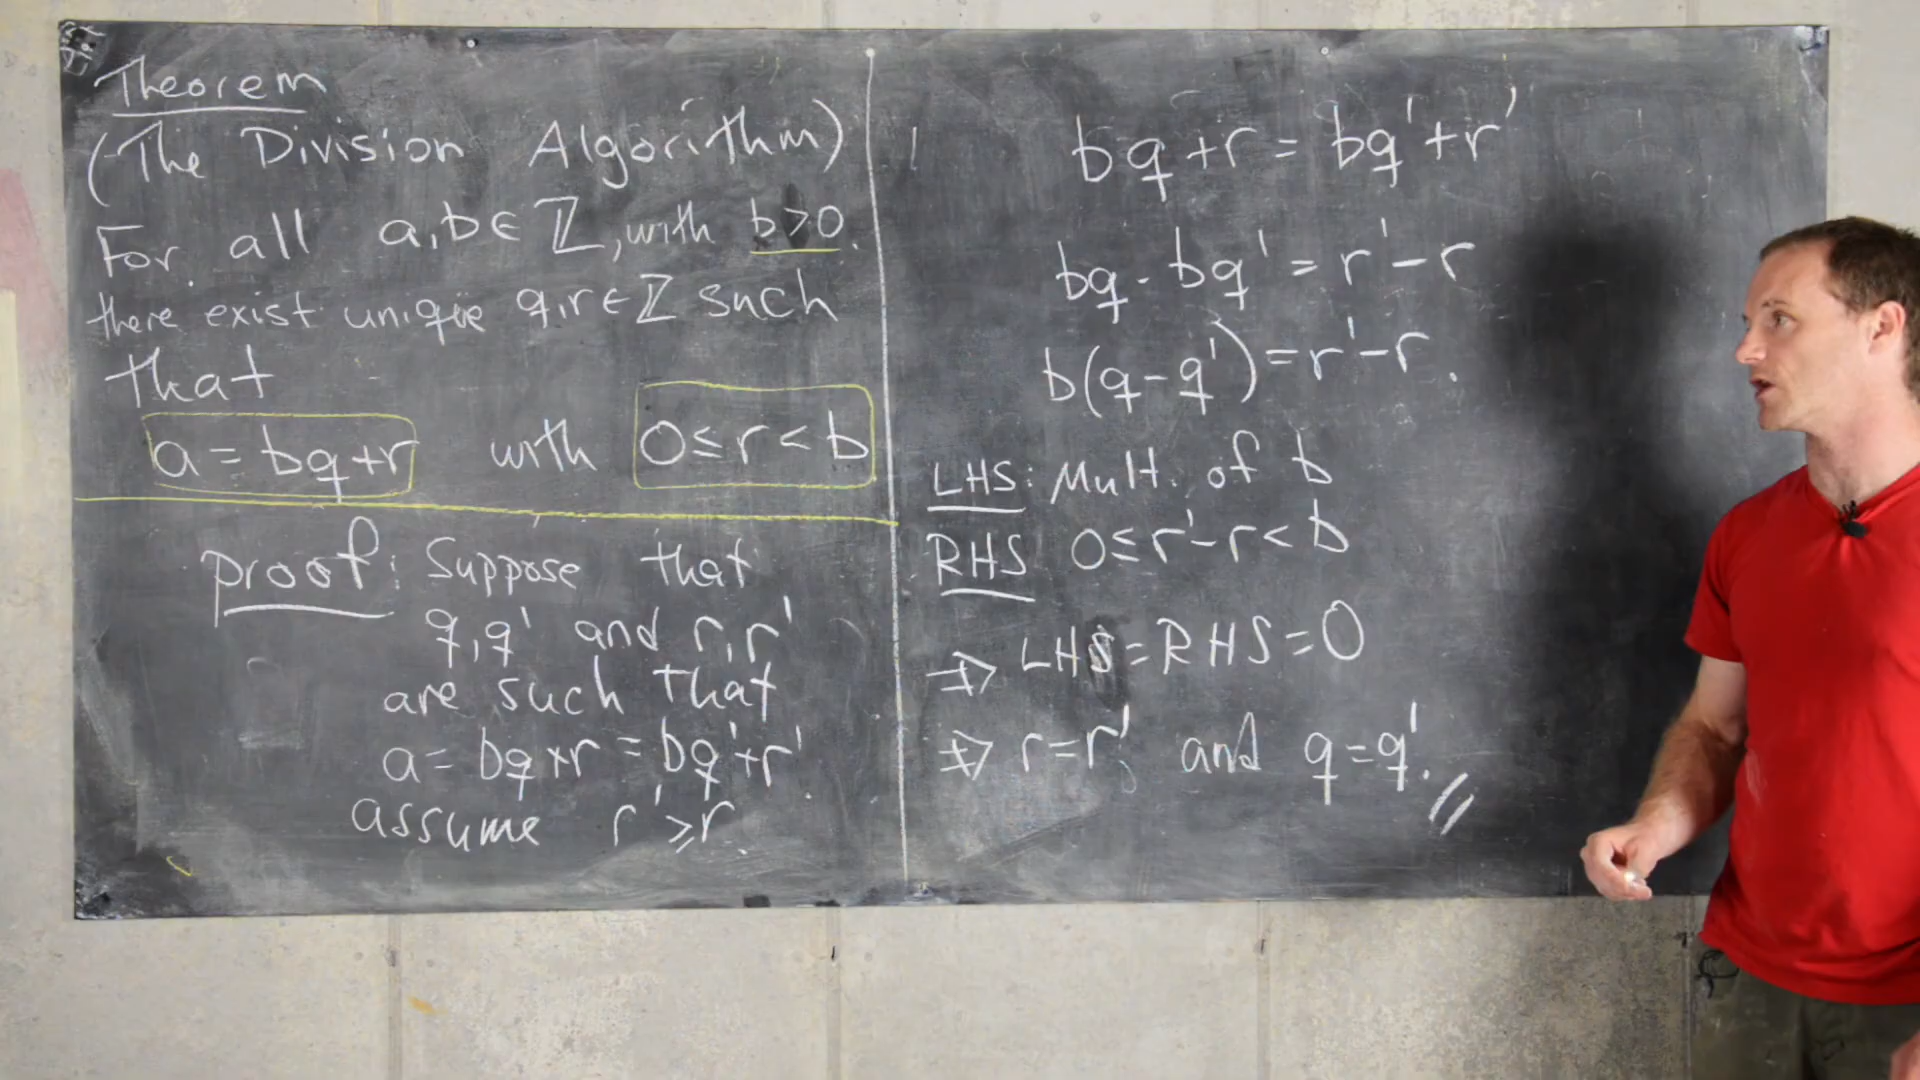 Theorem
(The Division Algorithm)
For all a,b ∈ ℤ, with b>0.
there exist unique q,r ∈ ℤ such
that
a = bq+r with 0≤r<b
proof: Suppose that
q,q' and r,r'
are such that
a = bq+r = bq'+r'
assume r'≥r.
bq+r = bq'+r'
bq - bq' = r'-r
b(q-q') = r'-r.
LHS: Mult. of b
RHS 0≤r'-r<b
⇒ LHS=RHS=0
⇒ r=r' and q=q'. //